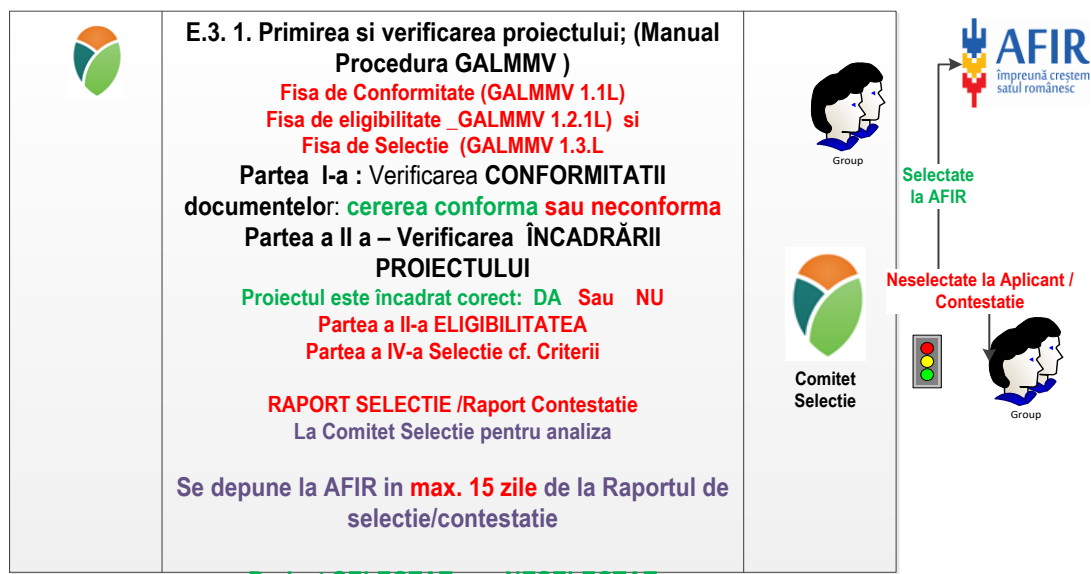 E.3. 1. Primirea si verificarea proiectului; (Manual
Procedura GALMMV )
Fisa de Conformitate (GALMMV 1.1L)
Fisa de eligibilitate _GALMMV 1.2.1L)  si
Fisa de Selectie  (GALMMV 1.3.L
Partea  I-a : Verificarea CONFORMITATII
documentelor: cererea conforma sau neconforma
Partea a II a – Verificarea  ÎNCADRĂRII
PROIECTULUI
Proiectul este încadrat corect:  DA   Sau    NU
Partea a II-a ELIGIBILITATEA
Partea a IV-a Selectie cf. Criterii
RAPORT SELECTIE /Raport Contestatie
La Comitet Selectie pentru analiza
Se depune la AFIR in max. 15 zile de la Raportul de
selectie/contestatie
Group
Comitet
Selectie
AFIR
împreună creștem
satul românesc
Selectate
la AFIR
Neselectate la Aplicant /
Contestatie
Group